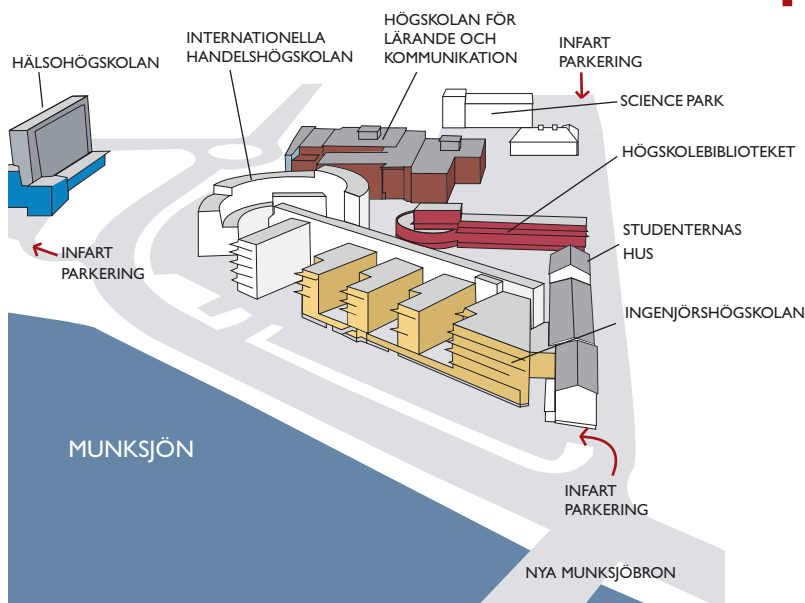 HÖGSKOLAN FÖR
LÄRANDE OCH
KOMMUNIKATION
INTERNATIONELLA
HANDELSHÖGSKOLAN
INFART
PARKERING
HÄLSOHÖGSKOLAN
SCIENCE PARK
HÖGSKOLEBIBLIOTEKET
STUDENTERNAS
HUS
INFART
PARKERING
INGENJÖRSHÖGSKOLAN
MUNKSJÖN
INFART
PARKERING
NYA MUNKSJÖBRON